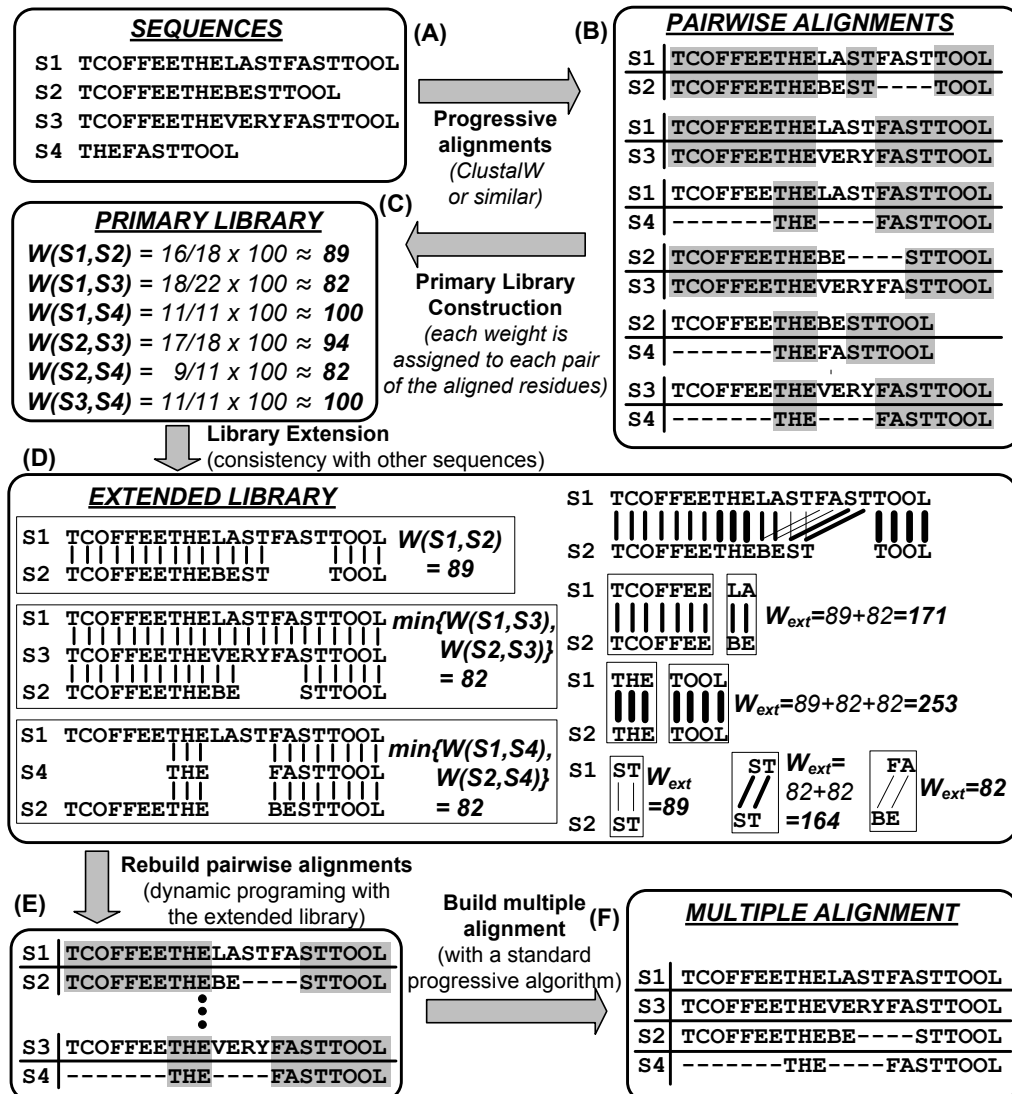 SEQUENCES
S1 TCOFFEETHELASTFASTTOOL
S2 TCOFFEETHEBESTTOOL
S3 TCOFFEETHEVERYFASTTOOL
S4 THEFASTTOOL
(A)
Progressive
alignments
(ClustalW
or similar)
(B)
PAIRWISE ALIGNMENTS
S1 TCOFFEETHELASTFASTTOOL
S2 TCOFFEETHEBEST----TOOL
S1 TCOFFEETHELASTFASTTOOL
S3 TCOFFEETHEVERYFASTTOOL
S1 TCOFFEETHELASTFASTTOOL
S4 -------THE----FASTTOOL
S2 TCOFFEETHEBE----STTOOL
S3 TCOFFEETHEVERYFASTTOOL
S2 TCOFFEETHEBESTTOOL
S4 -------THEFASTTOOL
S3 TCOFFEETHEVERYFASTTOOL
S4 -------THE----FASTTOOL
(C)
Primary Library
Construction
(each weight is
assigned to each pair
of the aligned residues)
PRIMARY LIBRARY
W(S1,S2) = 16/18 x 100 ≈ 89
W(S1,S3) = 18/22 x 100 ≈ 82
W(S1,S4) = 11/11 x 100 ≈ 100
W(S2,S3) = 17/18 x 100 ≈ 94
W(S2,S4) = 9/11 x 100 ≈ 82
W(S3,S4) = 11/11 x 100 ≈ 100
Library Extension
(consistency with other sequences)
(D)
EXTENDED LIBRARY
S1 TCOFFEETHELASTFASTTOOL
S2 TCOFFEETHEBEST TOOL
W(S1,S2)
= 89
S1 TCOFFEETHELASTFASTTOOL
S3 TCOFFEETHEVERYFASTTOOL
S2 TCOFFEETHEBE STTOOL
min{W(S1,S3),
W(S2,S3)}
= 82
S1 TCOFFEETHELASTFASTTOOL
S4 THE FASTTOOL
S2 TCOFFEETHE BESTTOOL
min{W(S1,S4),
W(S2,S4)}
= 82
S1 TCOFFEETHELASTFASTTOOL
S2 TCOFFEETHEBEST TOOL
S1 TCOFFEE LA
S2 TCOFFEE BE
Wext=89+82=171
S1 THE TOOL
S2 THE TOOL
Wext=89+82+82=253
S1 ST
S2 ST
Wext
=89
ST
ST
Wext=
82+82
=164
FA
BE
Wext=82
Rebuild pairwise alignments
(dynamic programing with
the extended library)
(E)
S1 TCOFFEETHELASTFASTTOOL
S2 TCOFFEETHEBE----STTOOL
S3 TCOFFEETHEVERYFASTTOOL
S4 -------THE----FASTTOOL
Build multiple
alignment
(with a standard
progressive algorithm)
(F)
MULTIPLE ALIGNMENT
S1 TCOFFEETHELASTFASTTOOL
S3 TCOFFEETHEVERYFASTTOOL
S2 TCOFFEETHEBE----STTOOL
S4 -------THE----FASTTOOL